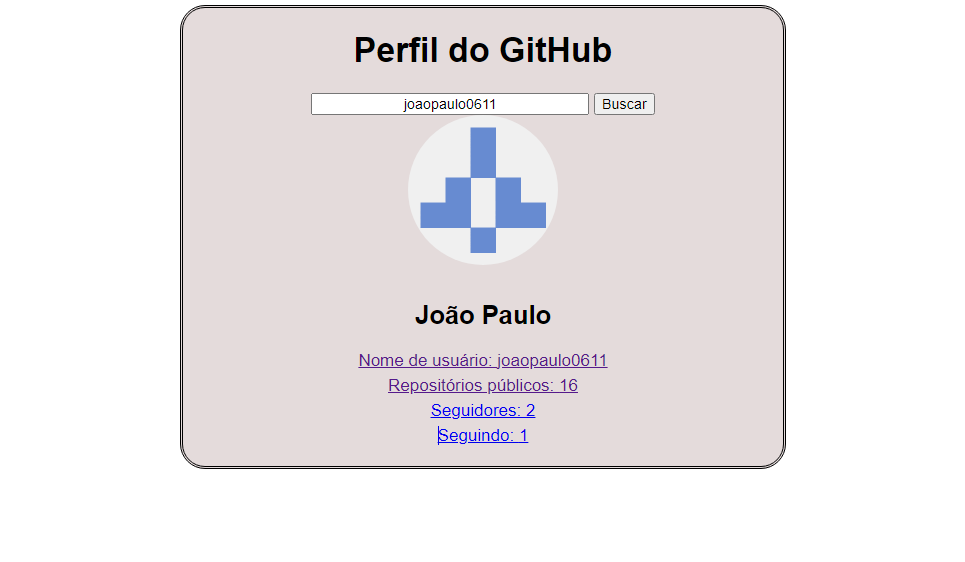 Perfil do GitHub
joaopaulo0611 Buscar
João Paulo
Nome de usuário: joaopaulo0611
Repositórios públicos: 16
Seguidores: 2
Seguindo: 1